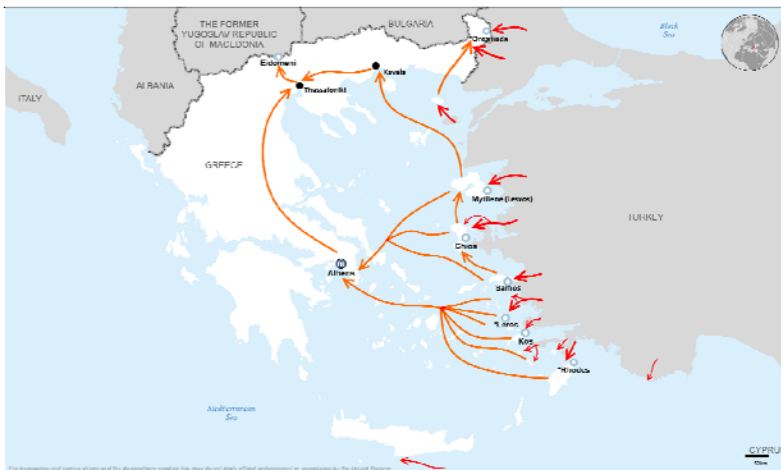 THE FORMER
YUGOSLAV REPUBLIC
OF MACEDONIA
BULGARIA
Black
Sea
Eidomeni
Kavala
ALBANIA
ITALY
GREECE
Mytilene (Lesvos)
TURKEY
Chios
Athens
Samos
*Leros
Kos
*Rhodes
Mediterranean
Sea
CYPRUS